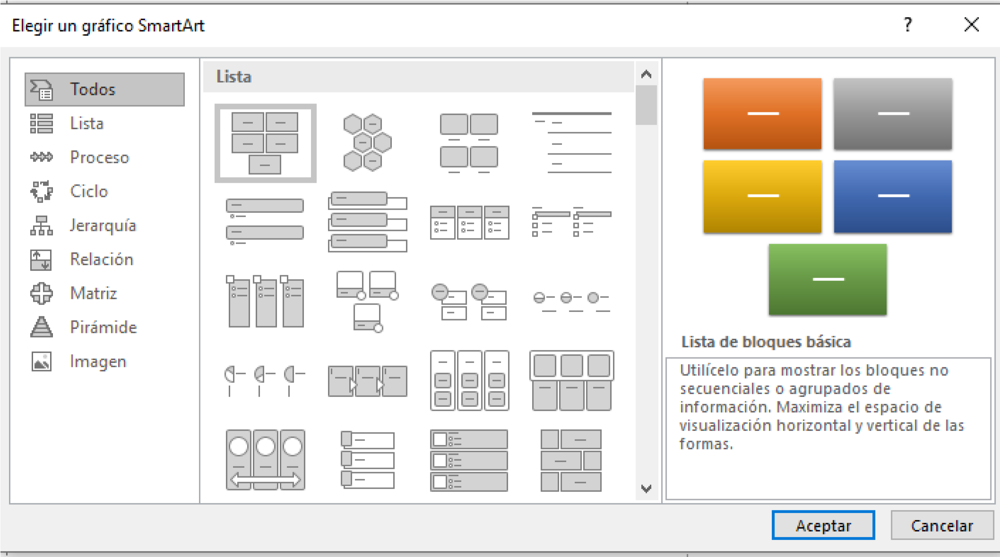 Elegir un gráfico SmartArt
?
Todos
Lista
Proceso
Ciclo
Jerarquía
Relación
Matriz
Pirámide
Imagen
Lista
Lista de bloques básica
Utilícelo para mostrar los bloques no
secuenciales o agrupados de
información. Maximiza el espacio de
visualización horizontal y vertical de las
formas.
Aceptar
Cancelar